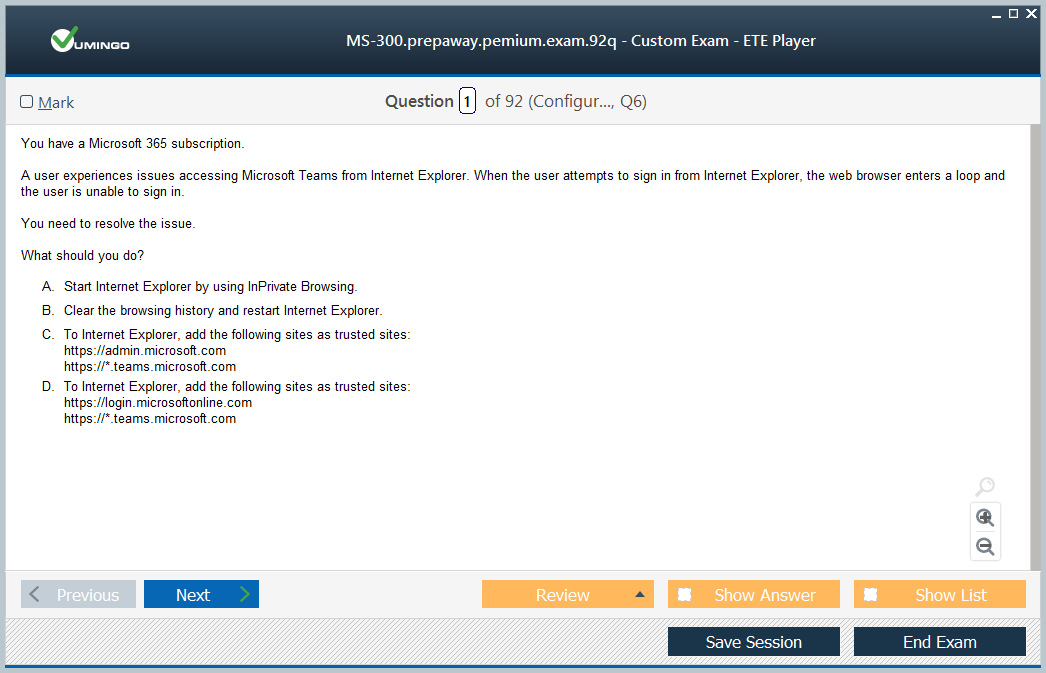 VUMINGO
MS-300.prepaway.pemium.exam.92q - Custom Exam - ETE Player
Mark
Question 1 of 92 (Configur..., Q6)
You have a Microsoft 365 subscription.
A user experiences issues accessing Microsoft Teams from Internet Explorer. When the user attempts to sign in from Internet Explorer, the web browser enters a loop and
the user is unable to sign in.
You need to resolve the issue.
What should you do?
A. Start Internet Explorer by using InPrivate Browsing.
B. Clear the browsing history and restart Internet Explorer.
C. To Internet Explorer, add the following sites as trusted sites:
https://admin.microsoft.com
https://*.teams.microsoft.com
D. To Internet Explorer, add the following sites as trusted sites:
https://login.microsoftonline.com
https://*.teams.microsoft.com
Previous
Next
Review
Show Answer
Show List
Save Session
End Exam